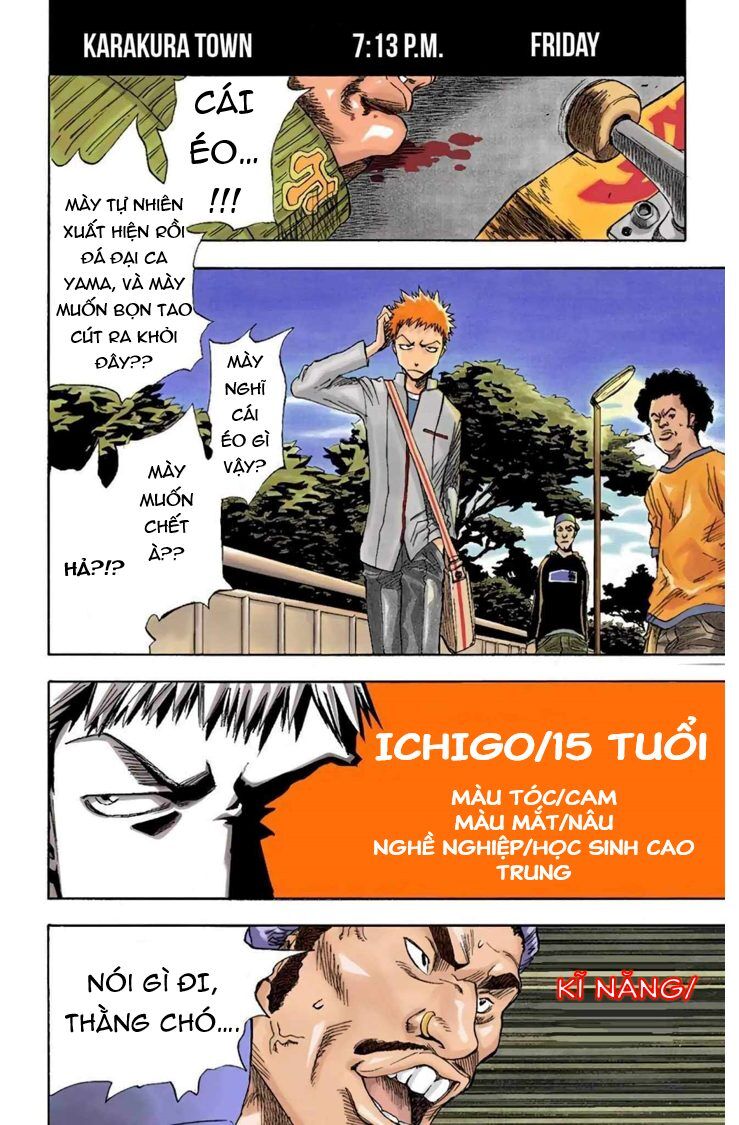 KARAKURA TOWN 7:13 P.M. FRIDAY
CÁI
ÉO...
!!!
MÀY TỰ NHIÊN
XUẤT HIỆN RỒI
ĐÁ ĐẠI CA
YAMA, VÀ MÀY
MUỐN BỌN TAO
CÚT RA KHỎI
ĐÂY??
MÀY
NGHĨ
CÁI
ÉO GÌ
VẬY?
MÀY
MUỐN
CHẾT
À??
HẢ?!?
ICHIGO/15 TUỔI
MÀU TÓC/CAM
MÀU MẮT/NÂU
NGHỀ NGHIỆP/HỌC SINH CAO
TRUNG
NÓI GÌ ĐI,
THẰNG CHÓ....
KĨ NĂNG/